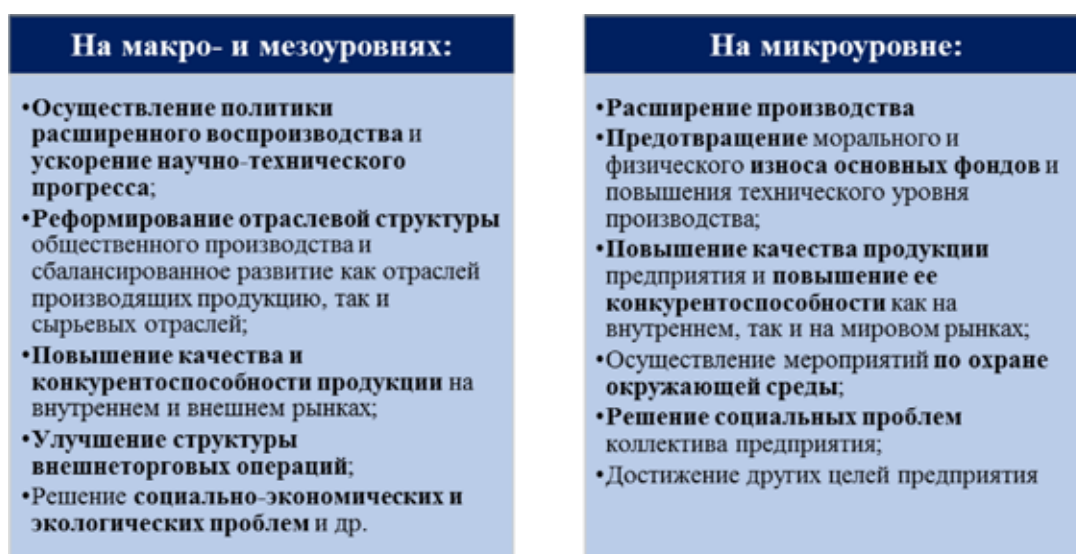 На макро- и мезоуровнях:
•Осуществление политики
расширенного воспроизводства и
ускорение научно-технического
прогресса;
•Реформирование отраслевой структуры
общественного производства и
сбалансированное развитие как отраслей
производящих продукцию, так и
сырьевых отраслей;
•Повышение качества и
конкурентоспособности продукции на
внутреннем и внешнем рынках;
•Улучшение структуры
внешнеторговых операций;
•Решение социально-экономических и
экологических проблем и др.
На микроуровне:
•Расширение производства
•Предотвращение морального и
физического износа основных фондов и
повышения технического уровня
производства;
•Повышение качества продукции
предприятия и повышение ее
конкурентоспособности как на
внутреннем, так и на мировом рынках;
•Осуществление мероприятий по охране
окружающей среды;
•Решение социальных проблем
коллектива предприятия;
•Достижение других целей предприятия